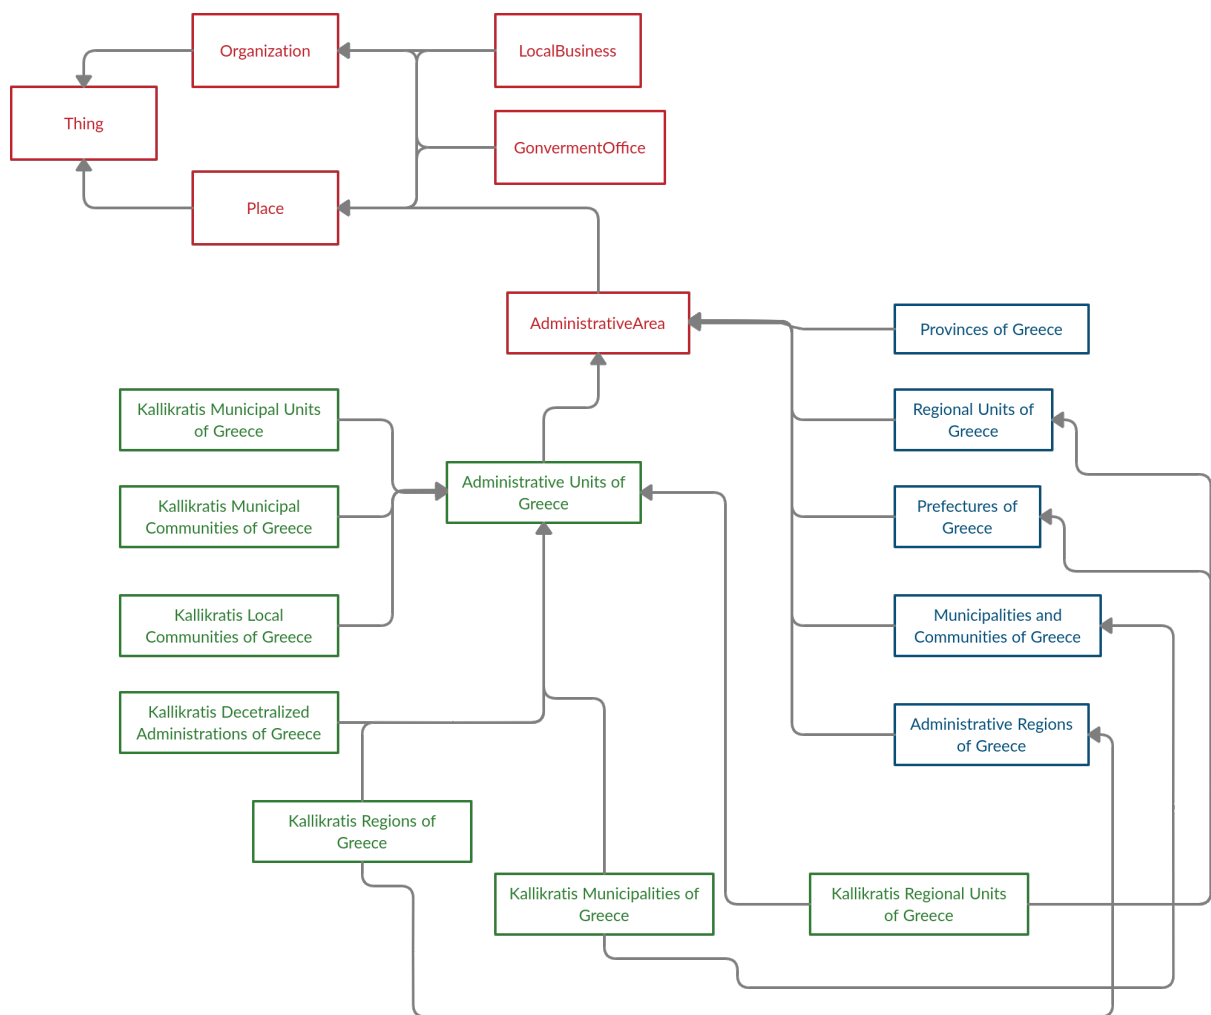 Organization
LocalBusiness
Thing
GonvermentOffice
Place
AdministrativeArea
Provinces of Greece
Kallikratis Municipal Units
of Greece
Regional Units of
Greece
Administrative Units of
Greece
Kallikratis Municipal
Communities of Greece
Prefectures of
Greece
Kallikratis Local
Communities of Greece
Municipalities and
Communities of Greece
Kallikratis Decetralized
Administrations of Greece
Administrative Regions
of Greece
Kallikratis Regions of
Greece
Kallikratis Municipalities of
Greece
Kallikratis Regional Units
of Greece